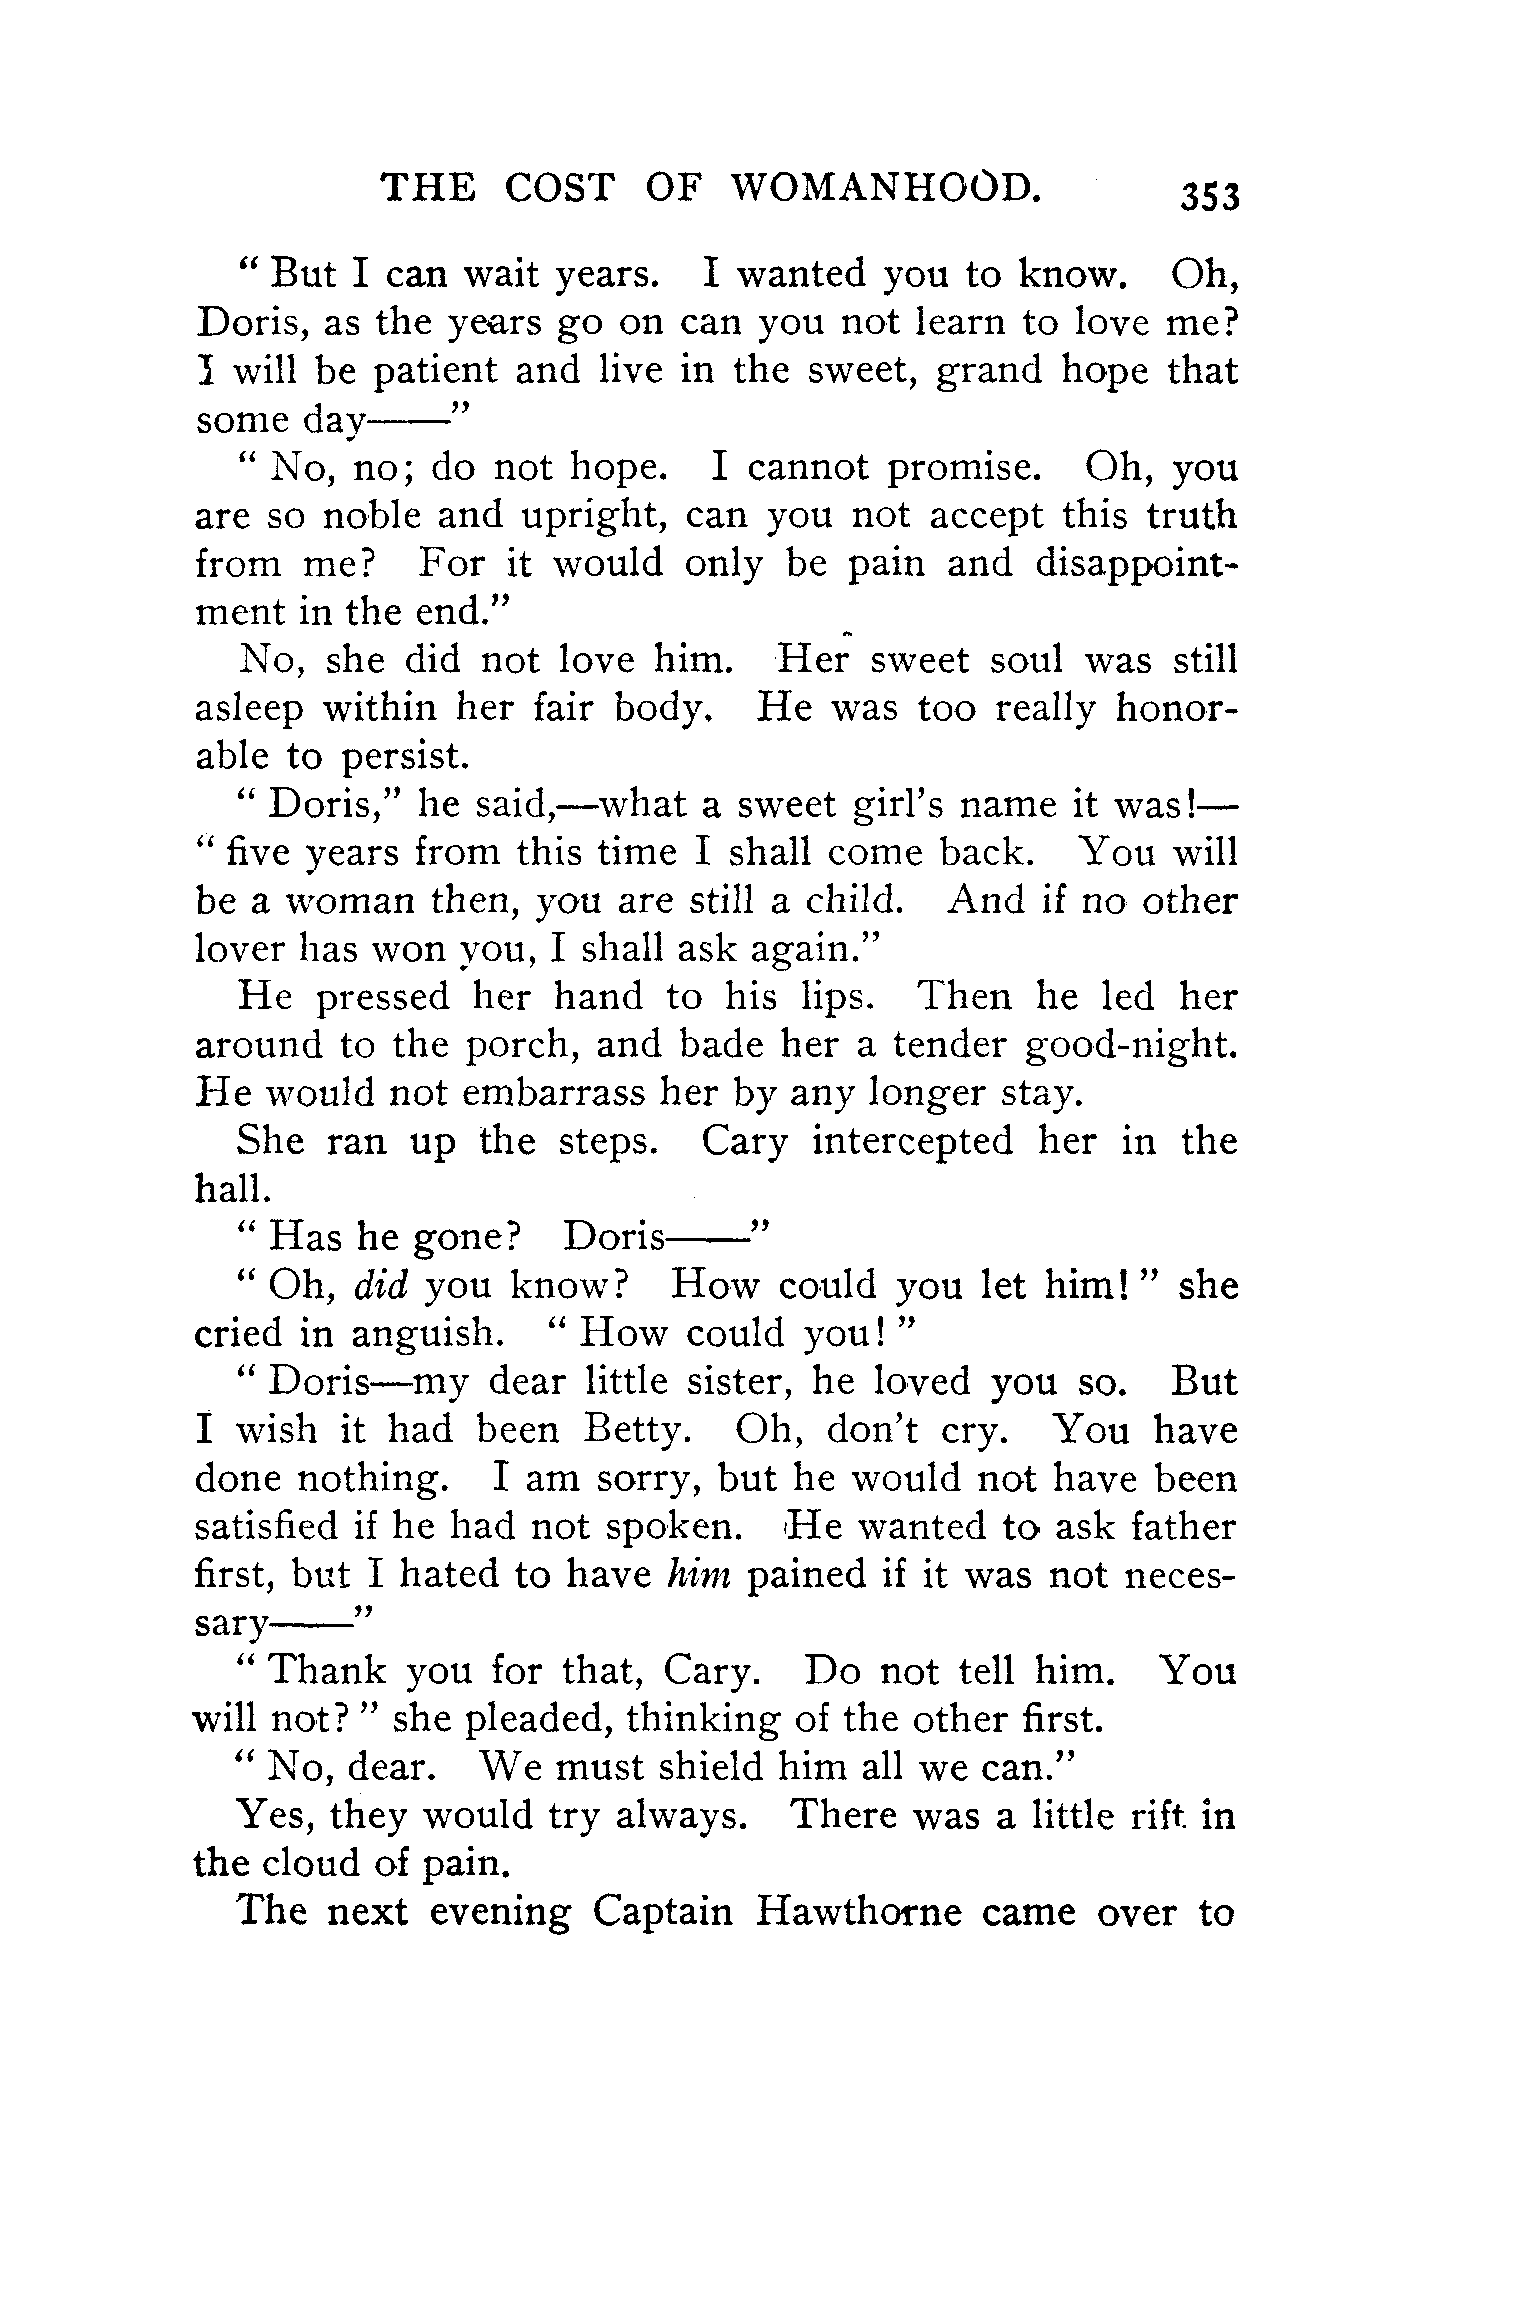 THE COST OF WOMANHOOD. 353
“ But I can wait years. I wanted you to know. Oh,
Doris, as the years go on can you not learn to love me?
I will be patient and live in the sweet, grand hope that
some day——”
“ No, no; do not hope. I cannot promise. Oh, you
are so noble and upright, can you not accept this truth
from me? For it would only be pain and disappoint-
ment in the end.”
No, she did not love him. Her sweet soul was still
asleep within her fair body. He was too really honor-
able to persist.
“ Doris,” he said,—what a sweet girl’s name it was!—
“ five years from this time I shall come back. You will
be a woman then, you are still a child. And if no other
lover has won you, I shall ask again.”
He pressed her hand to his lips. Then he led her
around to the porch, and bade her a tender good-night.
He would not embarrass her by any longer stay.
She ran up the steps. Cary intercepted her in the
hall.
“ Has he gone? Doris——”
“ Oh, did you know? How could you let him! ” she
cried in anguish. “ How could you! ”
“ Doris—my dear little sister, he loved you so. But
I wish it had been Betty. Oh, don’t cry. You have
done nothing. I am sorry, but he would not have been
satisfied if he had not spoken. He wanted to ask father
first, but I hated to have him pained if it was not neces-
sary——”
“ Thank you for that, Cary. Do not tell him. You
will not? ” she pleaded, thinking of the other first.
“ No, dear. We must shield him all we can.”
Yes, they would try always. There was a little rift in
the cloud of pain.
The next evening Captain Hawthorne came over to